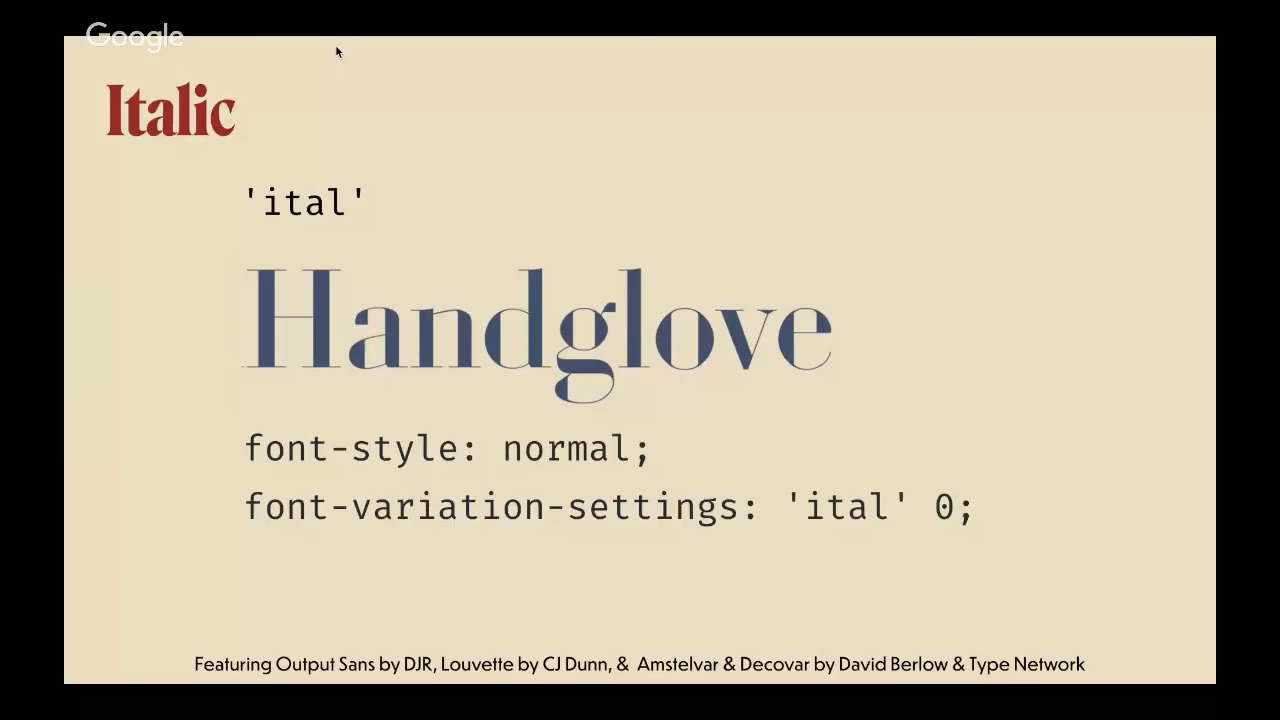 Google
Italic
'ital'
Handglove
font-style: normal;
font-variation-settings: 'ital' 0;
Featuring Output Sans by DJR, Louvette by CJ Dunn, & Amstelvar & Decovar by David Berlow & Type Network